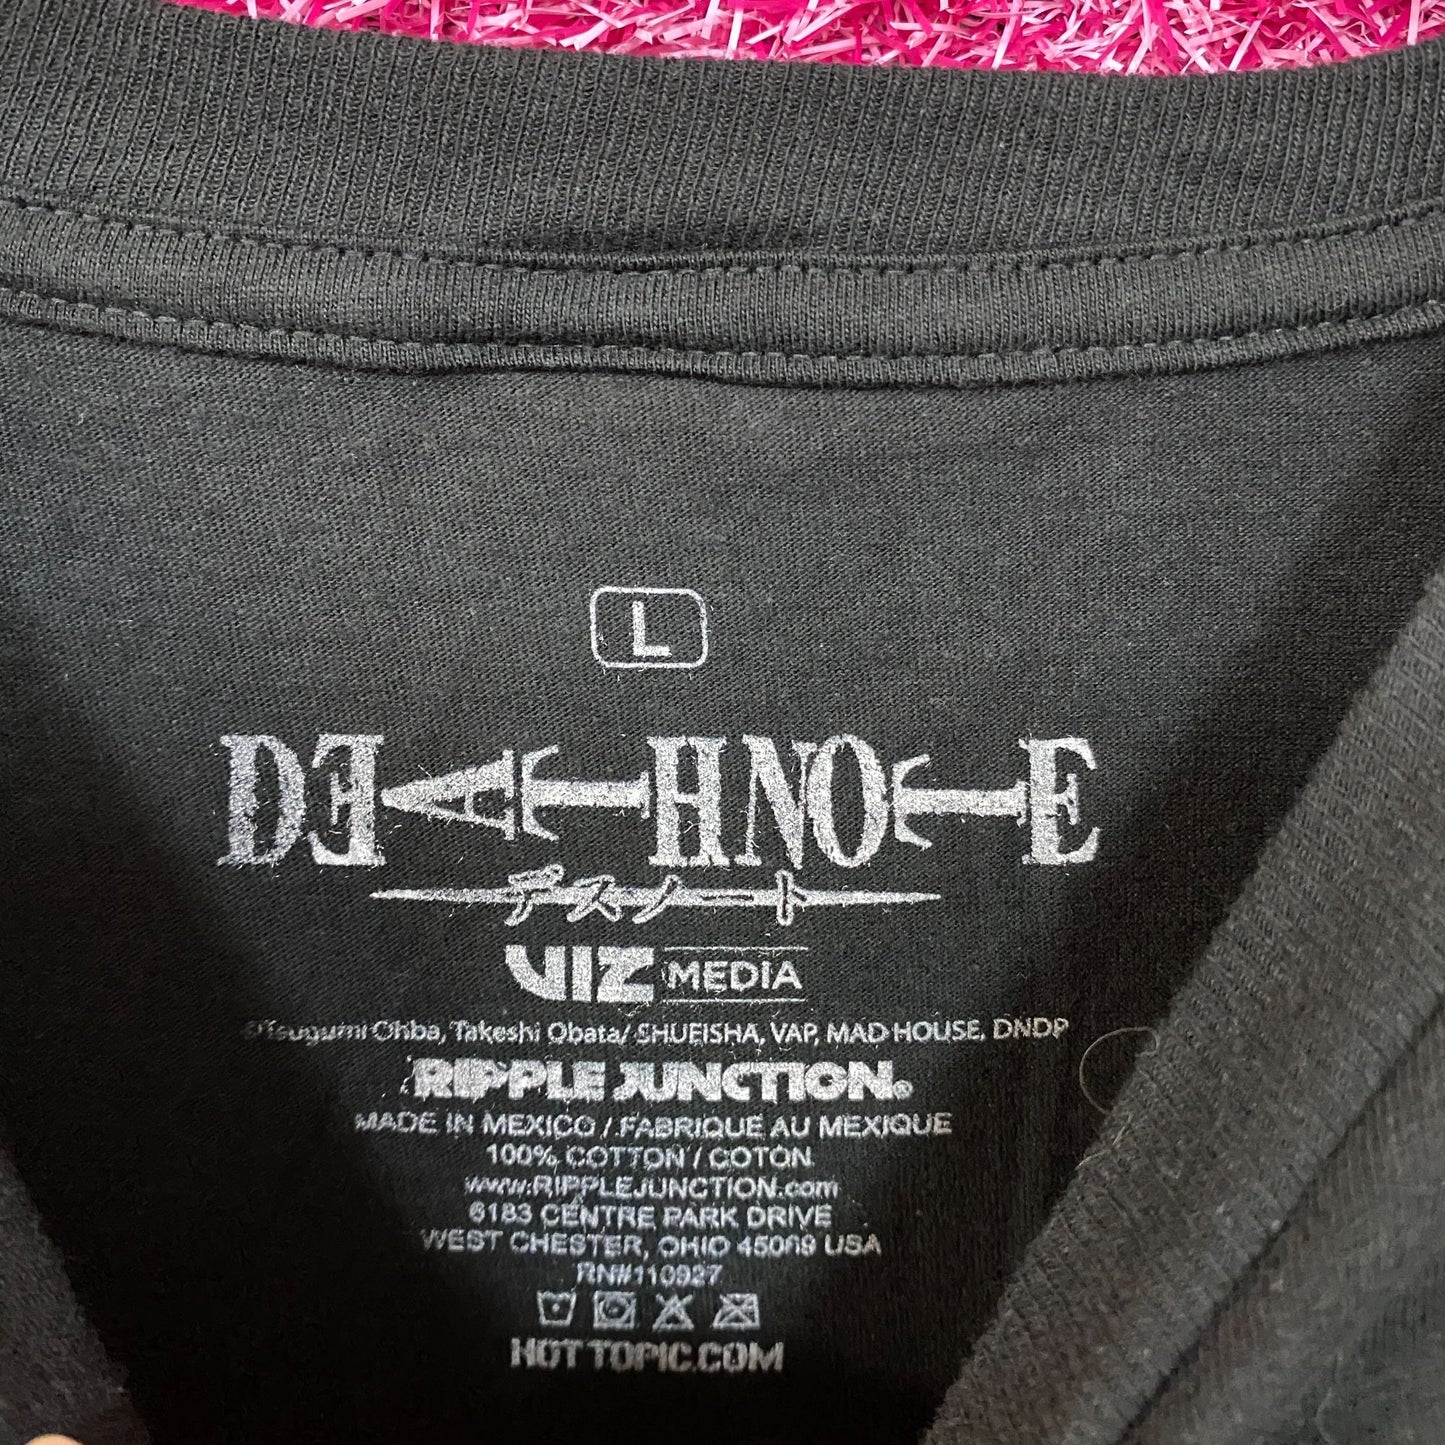 L
DEATH NOTE
デスノート
VIZ MEDIA
©Tsugumi Ohba, Takeshi Obata/ SHUEISHA, VAP, MAD HOUSE, DNDP
RIPPLE JUNCTION®
MADE IN MEXICO / FABRIQUE AU MEXIQUE
100% COTTON / COTON
www.RIPPLEJUNCTION.com
6183 CENTRE PARK DRIVE
WEST CHESTER, OHIO 45069 USA
RN#110927
HOT TOPIC.COM